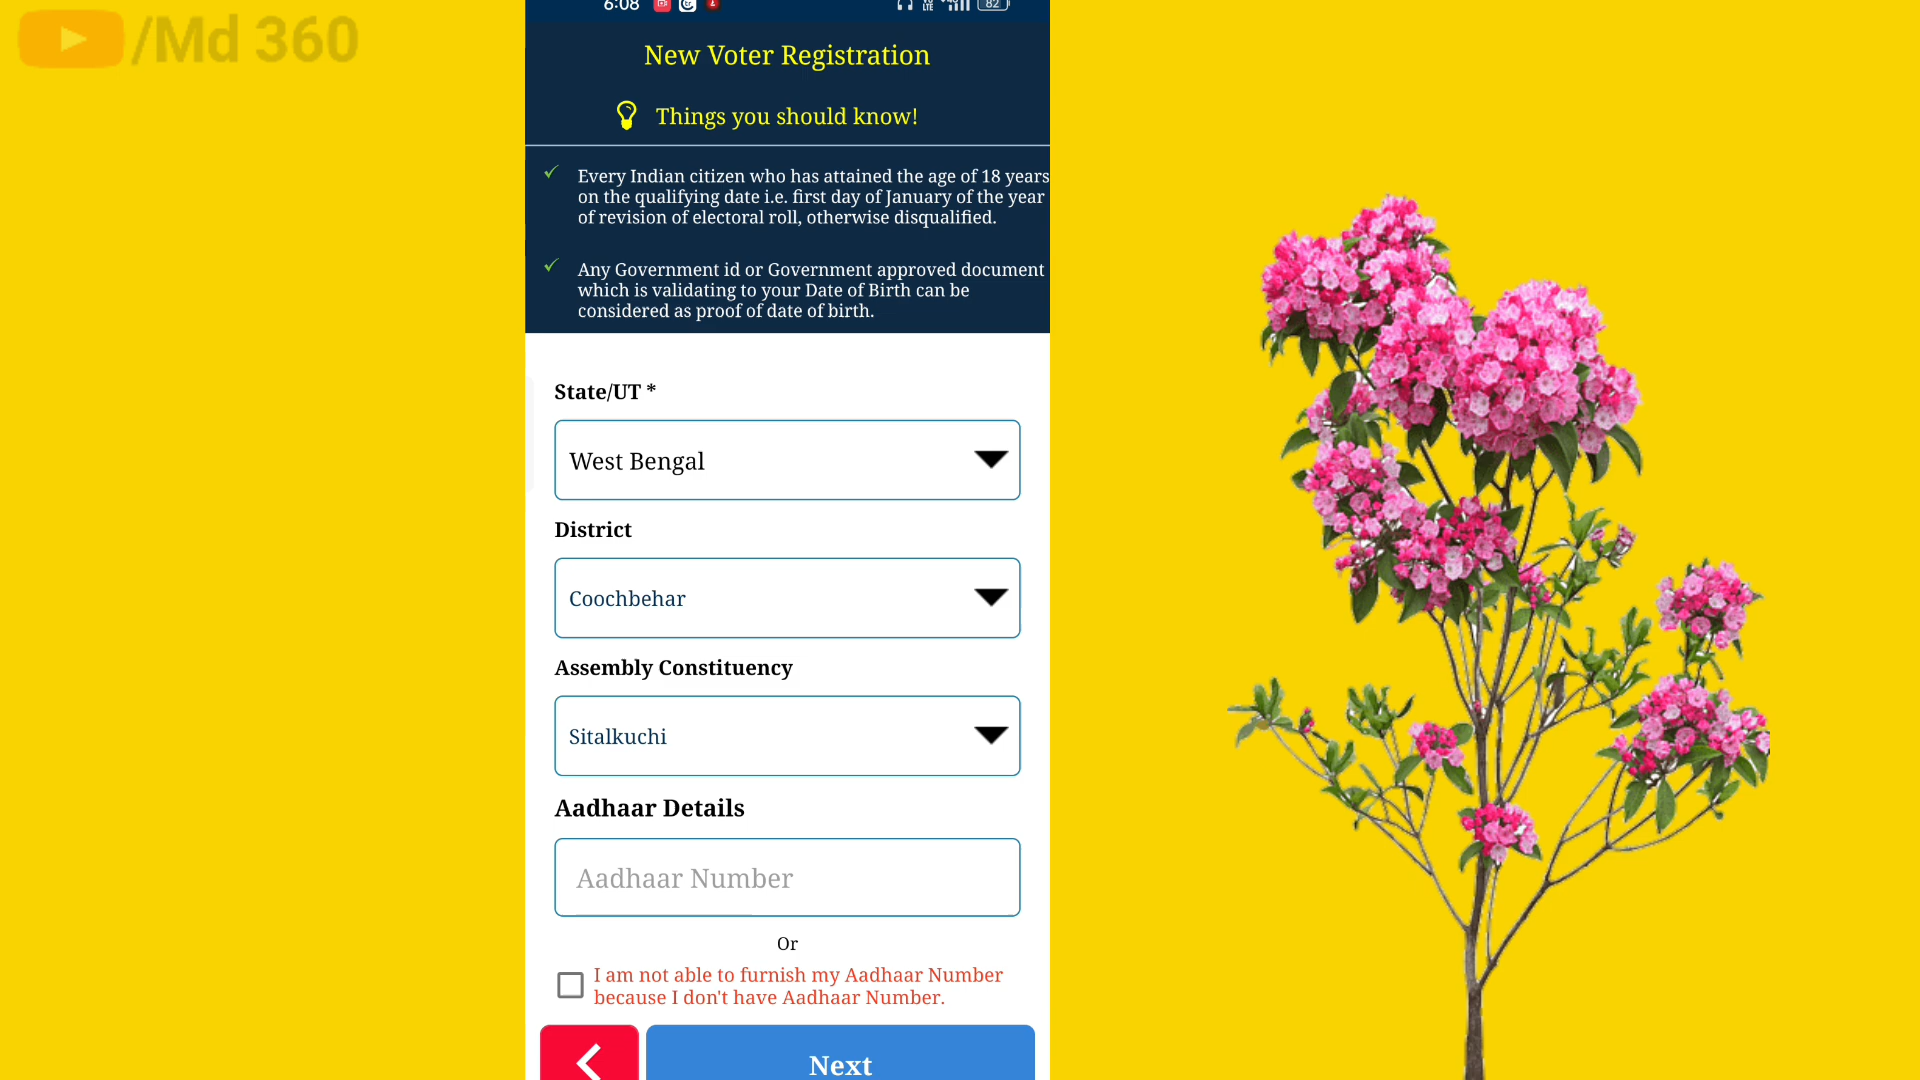 /Md 360
6:08
82
New Voter Registration
Things you should know!
Every Indian citizen who has attained the age of 18 years
on the qualifying date i.e. first day of January of the year
of revision of electoral roll, otherwise disqualified.
Any Government id or Government approved document
which is validating to your Date of Birth can be
considered as proof of date of birth.
State/UT *
West Bengal
District
Coochbehar
Assembly Constituency
Sitalkuchi
Aadhaar Details
Aadhaar Number
Or
I am not able to furnish my Aadhaar Number
because I don't have Aadhaar Number.
Next